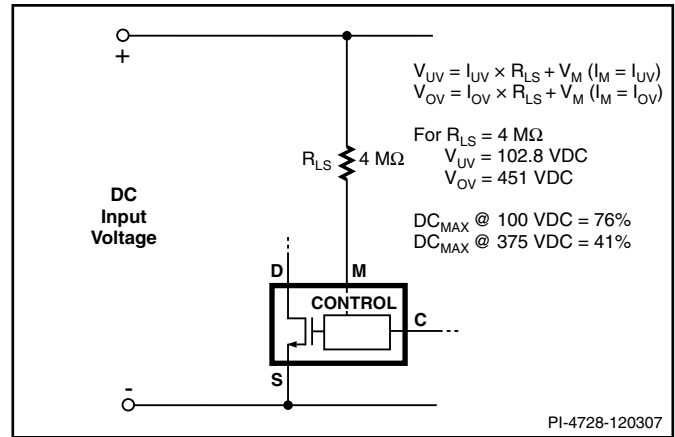 +
V_UV = I_UV × R_LS + V_M (I_M = I_UV)
V_OV = I_OV × R_LS + V_M (I_M = I_OV)
For R_LS = 4 MΩ
V_UV = 102.8 VDC
V_OV = 451 VDC
DC_MAX @ 100 VDC = 76%
DC_MAX @ 375 VDC = 41%
R_LS 4 MΩ
DC
Input
Voltage
D M
CONTROL
C
S
-
PI-4728-120307